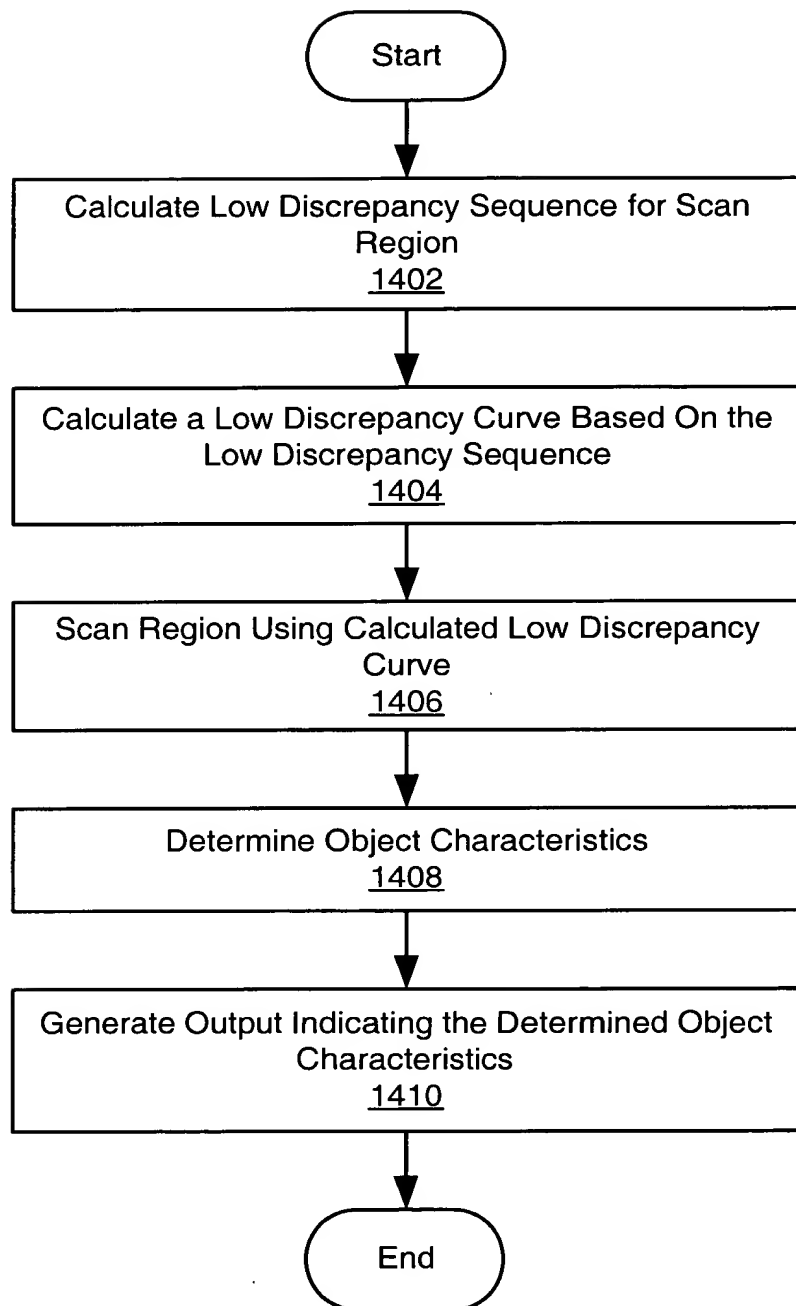 Start
Calculate Low Discrepancy Sequence for Scan
Region
1402
Calculate a Low Discrepancy Curve Based On the
Low Discrepancy Sequence
1404
Scan Region Using Calculated Low Discrepancy
Curve
1406
Determine Object Characteristics
1408
Generate Output Indicating the Determined Object
Characteristics
1410
End